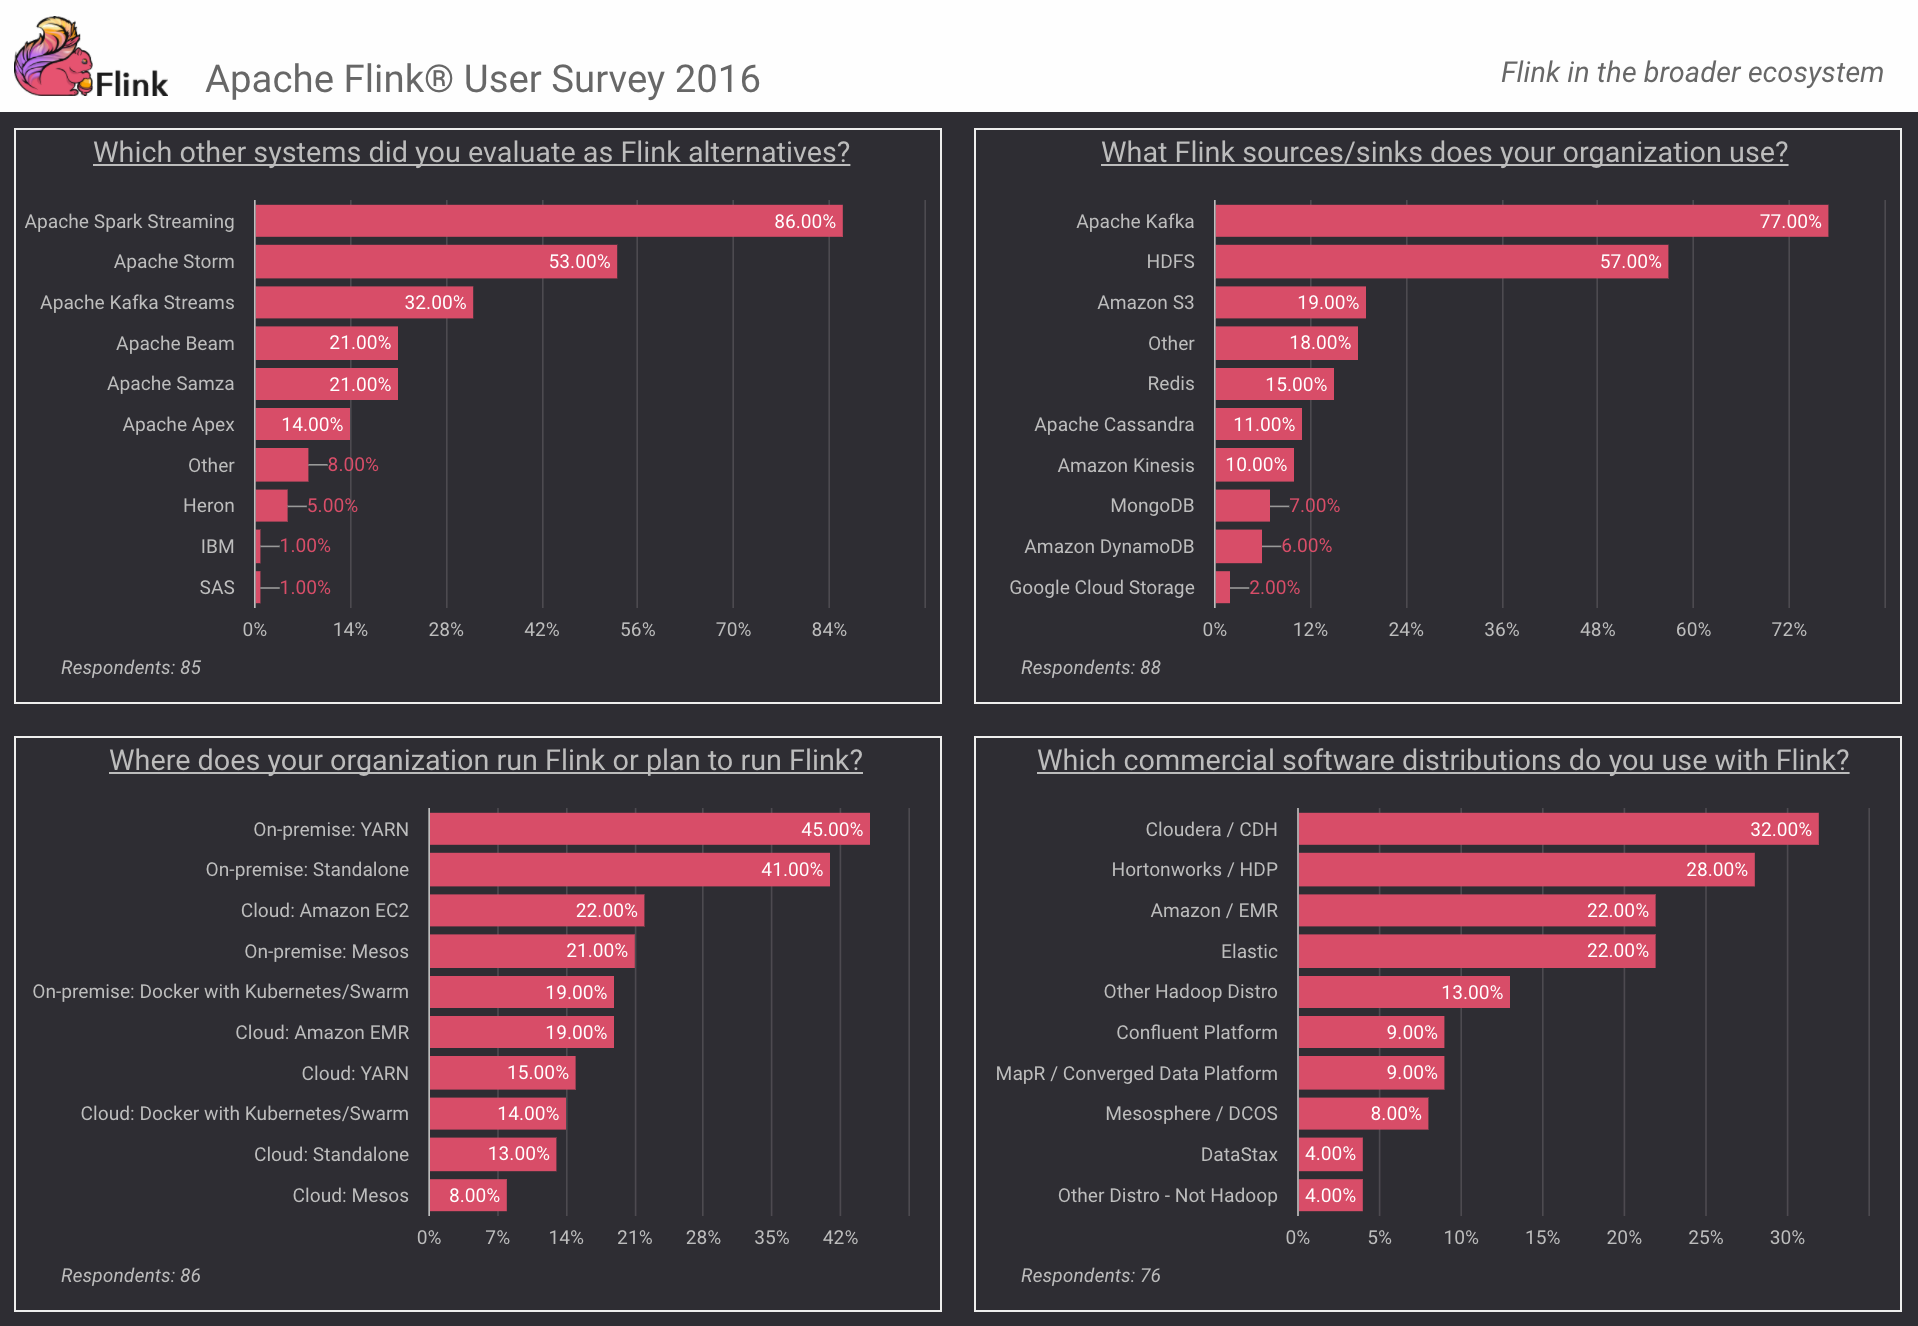 Flink
Apache Flink® User Survey 2016
Flink in the broader ecosystem
Which other systems did you evaluate as Flink alternatives?
Apache Spark Streaming 86.00%
Apache Storm 53.00%
Apache Kafka Streams 32.00%
Apache Beam 21.00%
Apache Samza 21.00%
Apache Apex 14.00%
Other 8.00%
Heron 5.00%
IBM 1.00%
SAS 1.00%
0% 14% 28% 42% 56% 70% 84%
Respondents: 85
What Flink sources/sinks does your organization use?
Apache Kafka 77.00%
HDFS 57.00%
Amazon S3 19.00%
Other 18.00%
Redis 15.00%
Apache Cassandra 11.00%
Amazon Kinesis 10.00%
MongoDB 7.00%
Amazon DynamoDB 6.00%
Google Cloud Storage 2.00%
0% 12% 24% 36% 48% 60% 72%
Respondents: 88
Where does your organization run Flink or plan to run Flink?
On-premise: YARN 45.00%
On-premise: Standalone 41.00%
Cloud: Amazon EC2 22.00%
On-premise: Mesos 21.00%
On-premise: Docker with Kubernetes/Swarm 19.00%
Cloud: Amazon EMR 19.00%
Cloud: YARN 15.00%
Cloud: Docker with Kubernetes/Swarm 14.00%
Cloud: Standalone 13.00%
Cloud: Mesos 8.00%
0% 7% 14% 21% 28% 35% 42%
Respondents: 86
Which commercial software distributions do you use with Flink?
Cloudera / CDH 32.00%
Hortonworks / HDP 28.00%
Amazon / EMR 22.00%
Elastic 22.00%
Other Hadoop Distro 13.00%
Confluent Platform 9.00%
MapR / Converged Data Platform 9.00%
Mesosphere / DCOS 8.00%
DataStax 4.00%
Other Distro - Not Hadoop 4.00%
0% 5% 10% 15% 20% 25% 30%
Respondents: 76